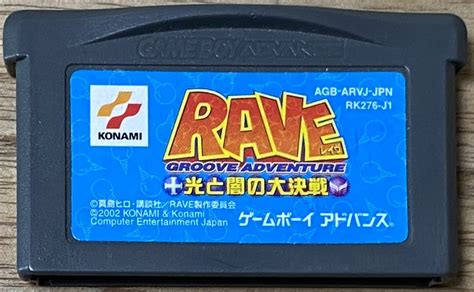 GAME BOY ADVANCE
AGB-ARVJ-JPN
RK276-J1
KONAMI
RAVE
レイヴ
GROOVE ADVENTURE
光と闇の大決戦
©真島ヒロ・講談社/RAVE製作委員会
©2002 KONAMI & Konami
Computer Entertainment Japan
ゲームボーイ アドバンス™